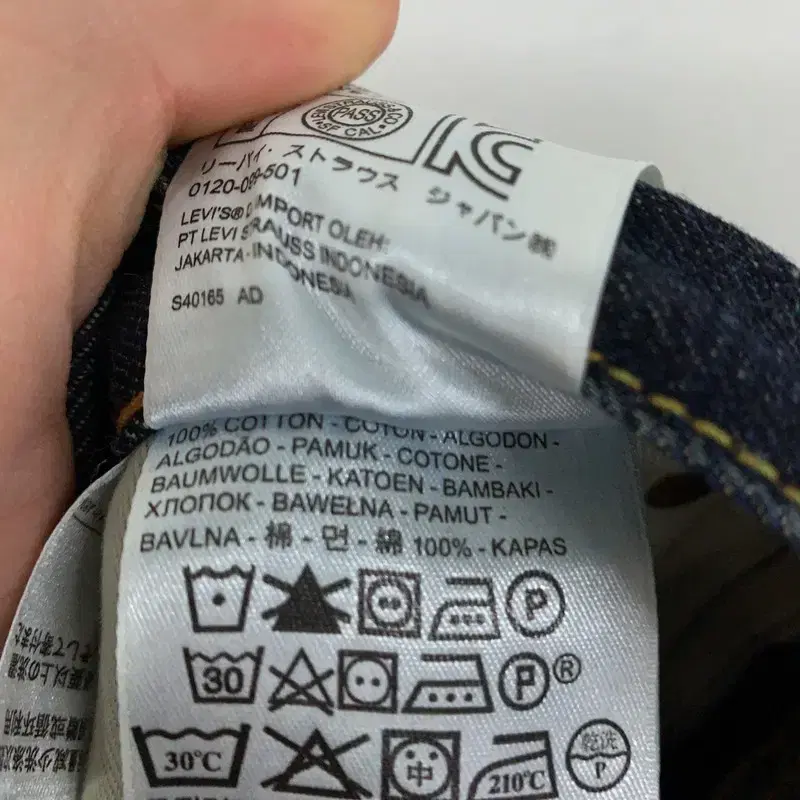 PASS
SF CAL.
リーバイ・ストラウス ジャパン㈱
0120-099-501
LEVI'S® DIIMPORT OLEH:
PT LEVI STRAUSS INDONESIA
JAKARTA-INDONESIA
S40165 AD
100% COTTON - COTON - ALGODON -
ALGODÃO - PAMUK - COTONE -
BAUMWOLLE - KATOEN - BAMBAKI -
ХЛОПОК - BAWEŁNA - PAMUT -
BAVLNA - 棉 - 면 - 綿 100% - KAPAS
P
30 P ®
30°C 中 210°C 乾洗 P